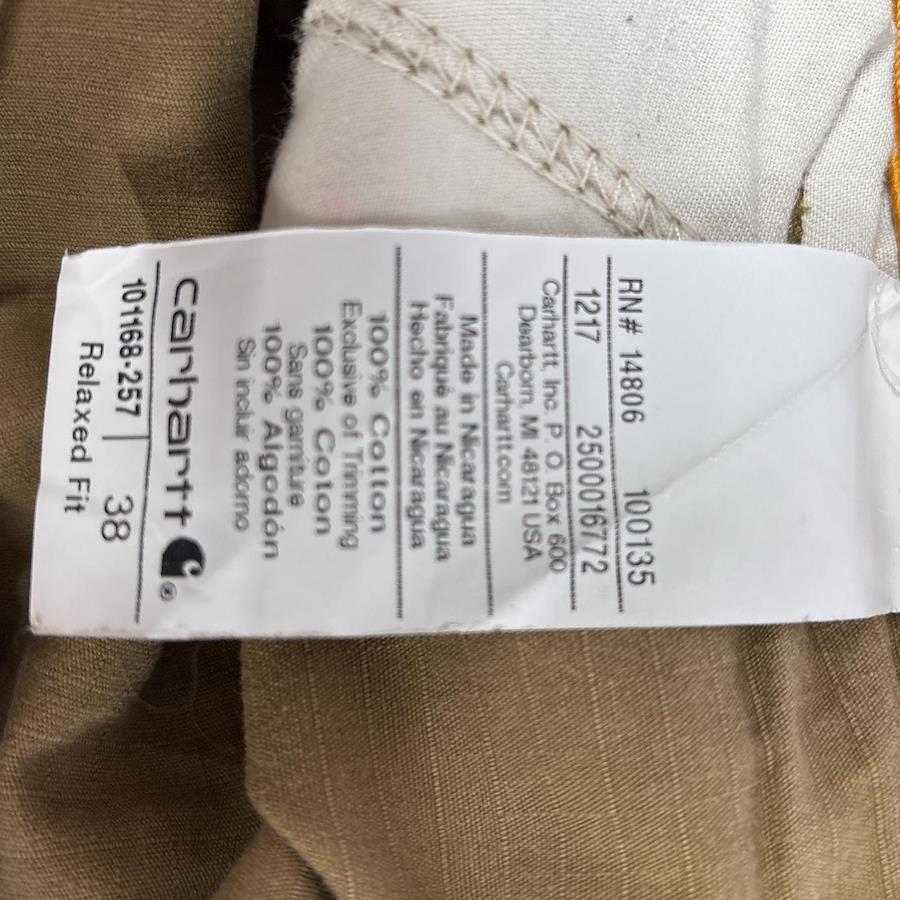 RN# 14806 100135
1217 2500016772
Carhartt, Inc. P. O. Box 600
Dearborn, MI 48121 USA
Carhartt.com
Made in Nicaragua
Fabriqué au Nicaragua
Hecho en Nicaragua
100% Cotton
Exclusive of Trimming
100% Coton
Sans garniture
100% Algodón
Sin incluir adorno
carhartt ®
101168-257 38
Relaxed Fit